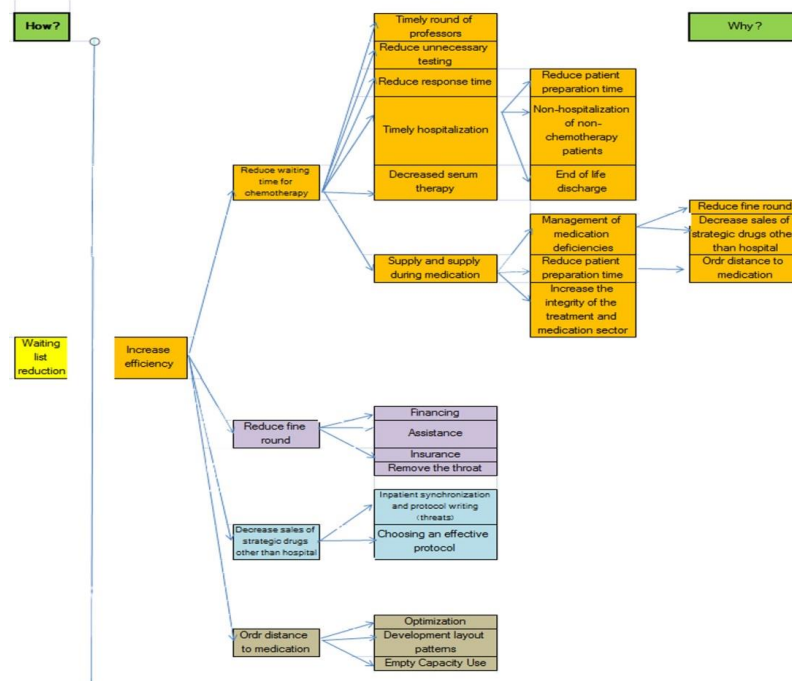 How?
Why?
Timely round of
professors
Reduce unnecessary
testing
Reduce response time
Timely hospitalization
Decreased serum
therapy
Reduce patient
preparation time
Non-hospitalization
of non-
chemotherapy
patients
End of life
discharge
Reduce waiting
time for
chemotherapy
Supply and supply
during medication
Management of
medication
deficiencies
Reduce patient
preparation time
Increase the
integrity of the
treatment and
medication sector
Reduce fine round
Decrease sales of
strategic drugs other
than hospital
Ordr distance to
medication
Waiting
list
reduction
Increase
efficiency
Reduce fine
round
Financing
Assistance
Insurance
Remove the throat
Decrease sales of
strategic drugs
other than hospital
Inpatient synchronization
and protocol writing
(threats)
Choosing an effective
protocol
Ordr distance
to medication
Optimization
Development layout
patterns
Empty Capacity Use